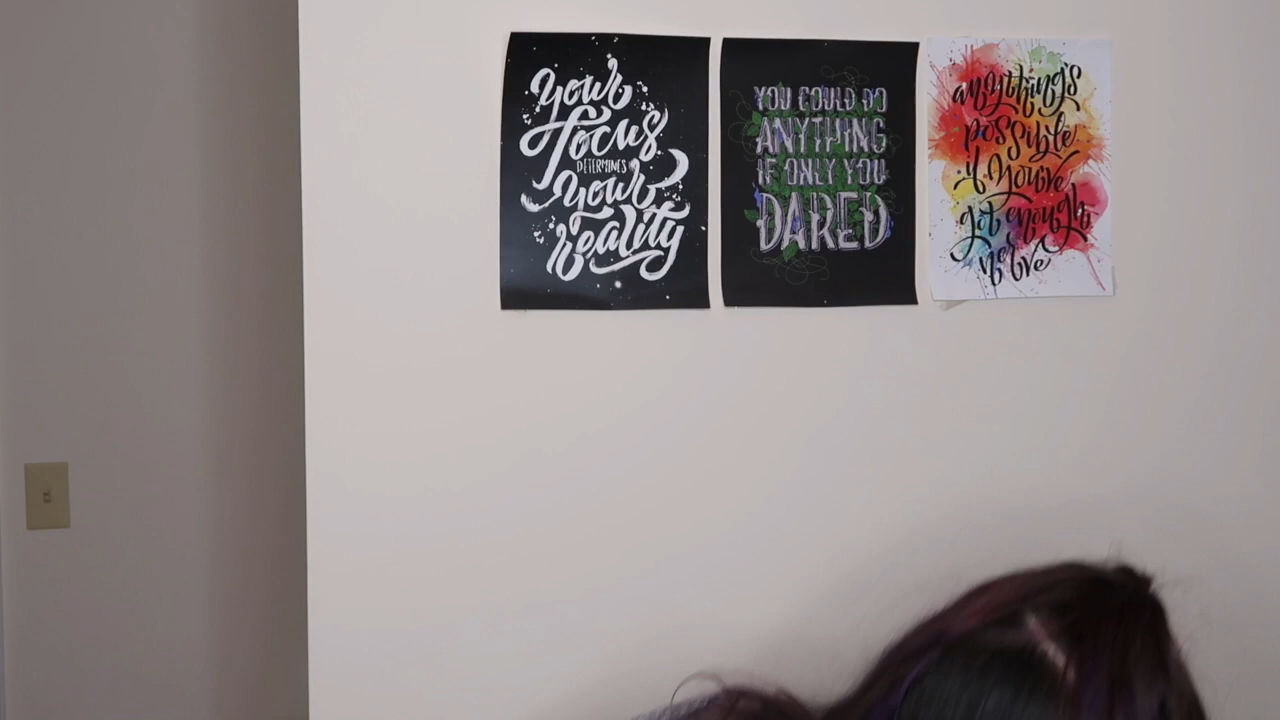 Your
focus
DETERMINES
Your
reality
YOU COULD DO
ANYTHING
IF ONLY YOU
DARED
anything's
possible
if You've
got enough
nerve